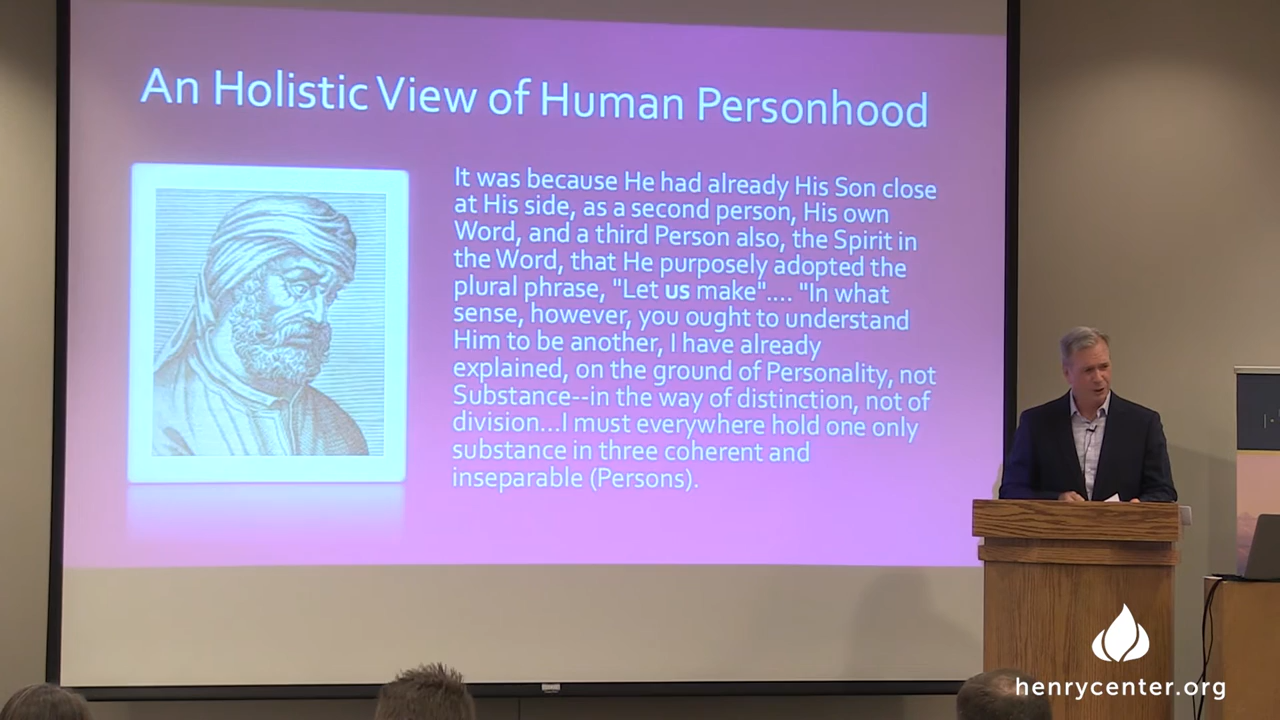 An Holistic View of Human Personhood
It was because He had already His Son close
at His side, as a second person, His own
Word, and a third Person also, the Spirit in
the Word, that He purposely adopted the
plural phrase, "Let us make".... "In what
sense, however, you ought to understand
Him to be another, I have already
explained, on the ground of Personality, not
Substance--in the way of distinction, not of
division...I must everywhere hold one only
substance in three coherent and
inseparable (Persons).
henrycenter.org